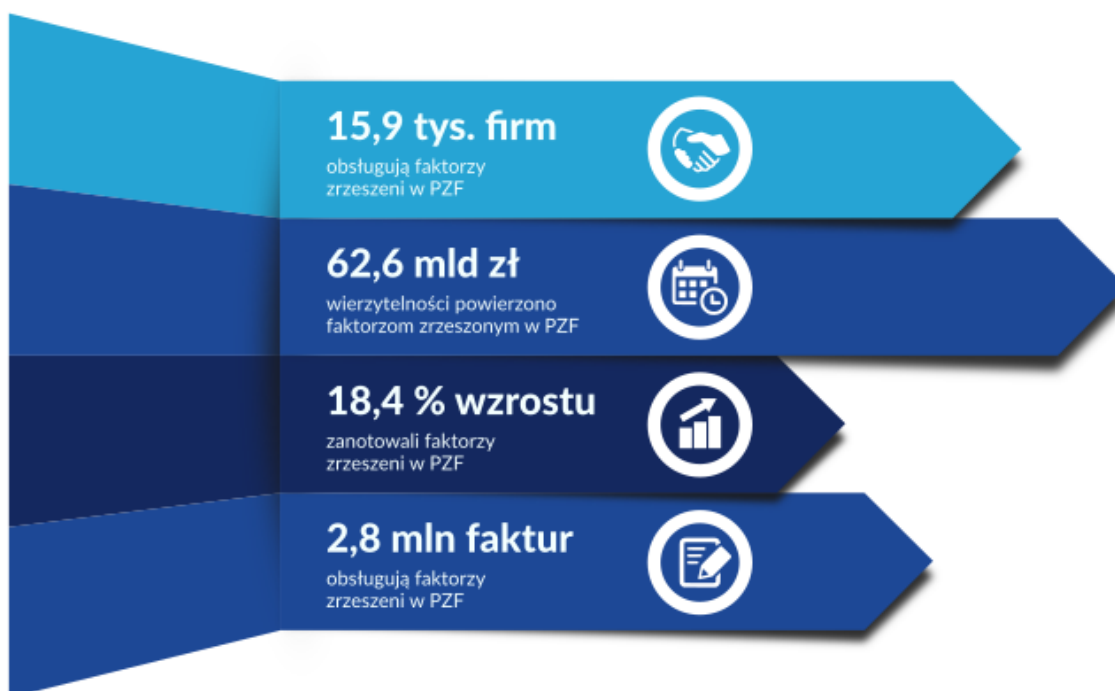 15,9 tys. firm
obsługują faktorzy
zrzeszeni w PZF
62,6 mld zł
wierzytelności powierzono
faktorzom zrzeszonym w PZF
18,4 % wzrostu
zanotowali faktorzy
zrzeszeni w PZF
2,8 mln faktur
obsługują faktorzy
zrzeszeni w PZF